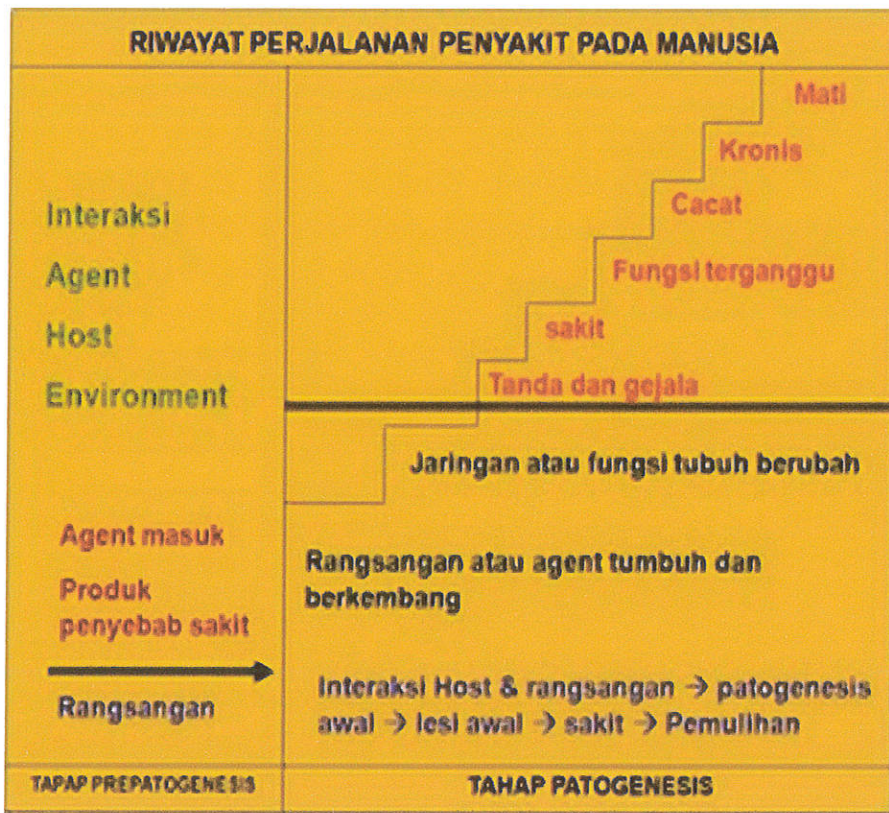 RIWAYAT PERJALANAN PENYAKIT PADA MANUSIA
Interaksi
Agent
Host
Environment
Agent masuk
Produk
penyebab sakit
Rangsangan
TAPAP PREPATOGENESIS
Mati
Kronis
Cacat
Fungsi terganggu
sakit
Tanda dan gejala
Jaringan atau fungsi tubuh berubah
Rangsangan atau agent tumbuh dan
berkembang
Interaksi Host & rangsangan → patogenesis
awal → lesi awal → sakit → Pemulihan
TAHAP PATOGENESIS